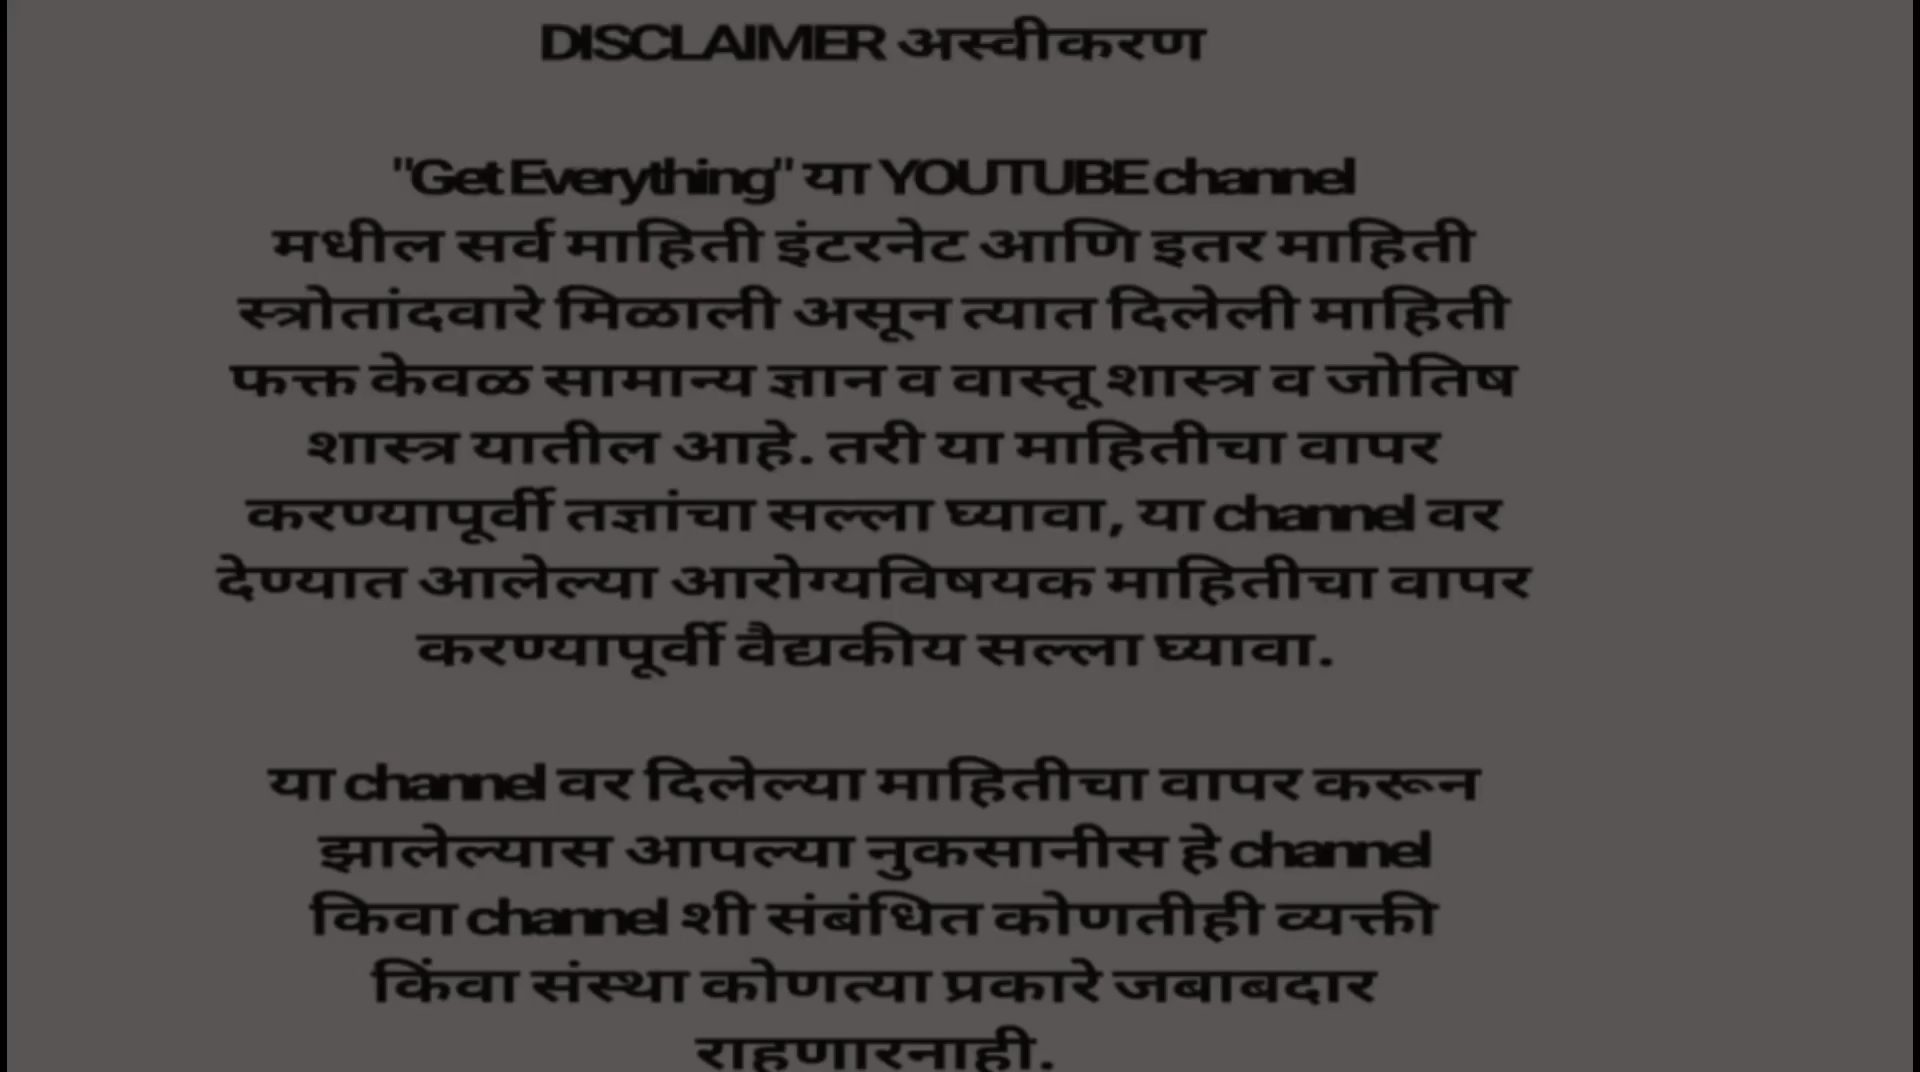 DISCLAIMER अस्वीकरण
"Get Everything" या YOUTUBE channel
मधील सर्व माहिती इंटरनेट आणि इतर माहिती
स्त्रोतांदवारे मिळाली असून त्यात दिलेली माहिती
फक्त केवळ सामान्य ज्ञान व वास्तू शास्त्र व जोतिष
शास्त्र यातील आहे. तरी या माहितीचा वापर
करण्यापूर्वी तज्ञांचा सल्ला घ्यावा, या channel वर
देण्यात आलेल्या आरोग्यविषयक माहितीचा वापर
करण्यापूर्वी वैद्यकीय सल्ला घ्यावा.
या channel वर दिलेल्या माहितीचा वापर करून
झालेल्यास आपल्या नुकसानीस हे channel
किवा channel शी संबंधित कोणतीही व्यक्ती
किंवा संस्था कोणत्या प्रकारे जबाबदार
राहणारनाही.